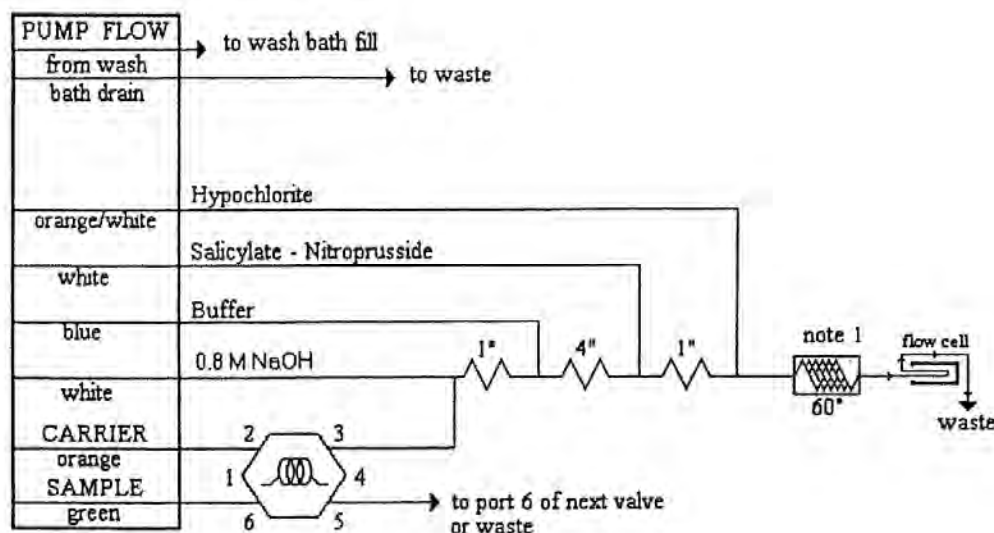 PUMP FLOW
to wash bath fill
from wash
to waste
bath drain
Hypochlorite
orange/white
Salicylate - Nitroprusside
white
Buffer
blue
0.8 M NaOH
white
1"
4"
1"
note 1
60°
flow cell
waste
CARRIER
orange
SAMPLE
green
2
3
1
4
6
5
to port 6 of next valve
or waste